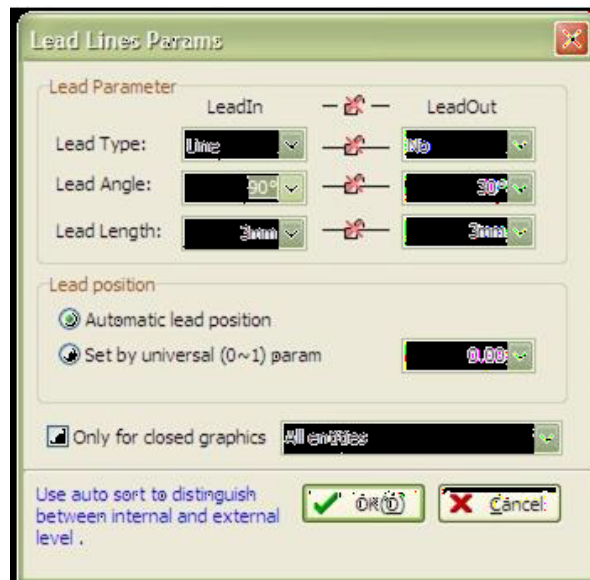 Lead Lines Params
Lead Parameter
LeadIn LeadOut
Lead Type: Line No
Lead Angle: 90° 30°
Lead Length: 3mm 3mm
Lead position
Automatic lead position
Set by universal (0~1) param 0.00
Only for closed graphics All entities
Use auto sort to distinguish
between internal and external
level .
OK(O) Cancel